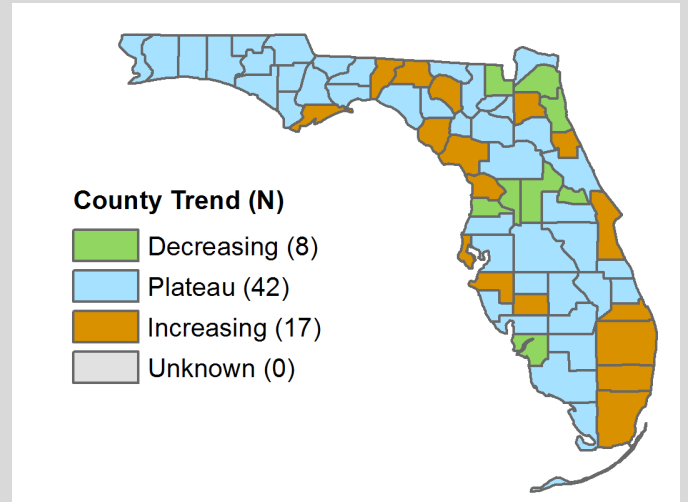 County Trend (N)
Decreasing (8)
Plateau (42)
Increasing (17)
Unknown (0)